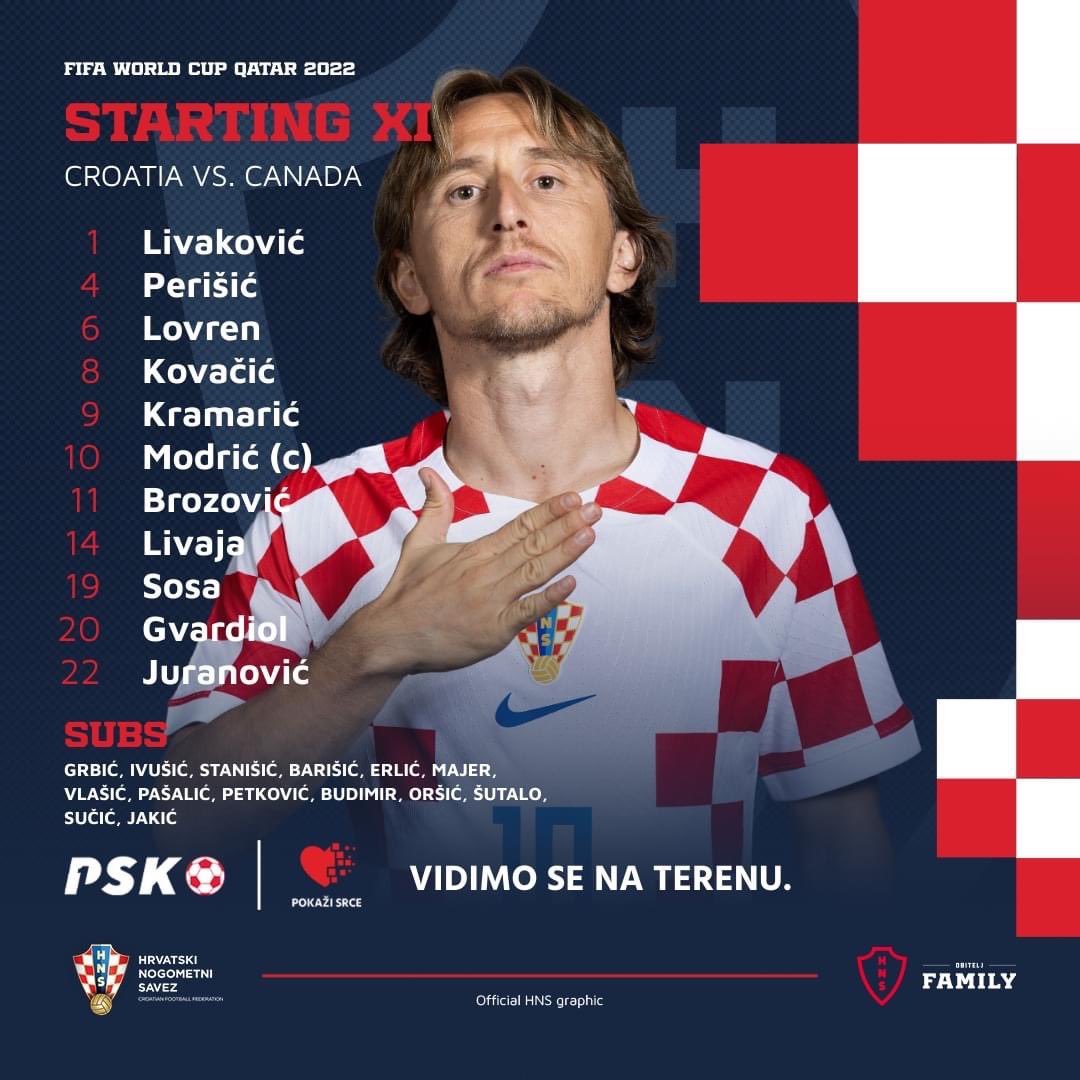 FIFA WORLD CUP QATAR 2022
STARTING XI
CROATIA VS. CANADA
1 Livaković
4 Perišić
6 Lovren
8 Kovačić
9 Kramarić
10 Modrić (c)
11 Brozović
14 Livaja
19 Sosa
20 Gvardiol
22 Juranović
SUBS
GRBIĆ, IVUŠIĆ, STANIŠIĆ, BARIŠIĆ, ERLIĆ, MAJER,
VLAŠIĆ, PAŠALIĆ, PETKOVIĆ, BUDIMIR, ORŠIĆ, ŠUTALO,
SUČIĆ, JAKIĆ
HNS
10
PSK
POKAŽI SRCE
VIDIMO SE NA TERENU.
HNS
HRVATSKI
NOGOMETNI
SAVEZ
CROATIAN FOOTBALL FEDERATION
Official HNS graphic
HNS
OBITELJ
FAMILY